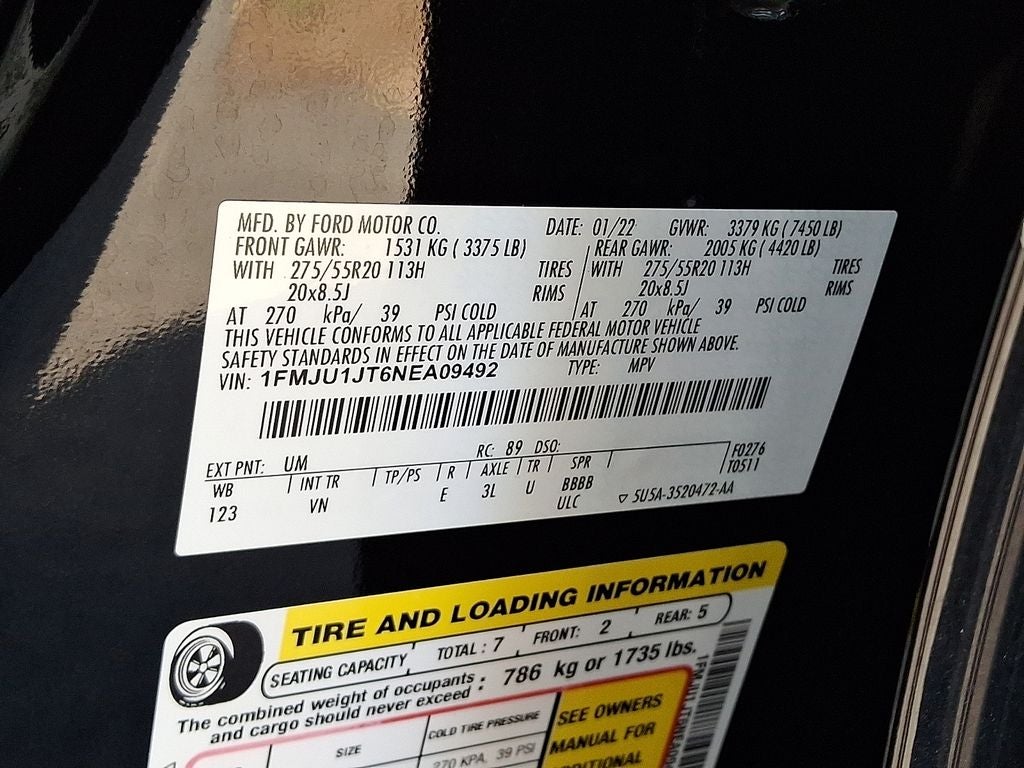 MFD. BY FORD MOTOR CO. DATE: 01/22 GVWR: 3379 KG ( 7450 LB)
FRONT GAWR: 1531 KG ( 3375 LB) REAR GAWR: 2005 KG ( 4420 LB)
WITH 275/55R20 113H TIRES WITH 275/55R20 113H TIRES
20x8.5J RIMS 20x8.5J RIMS
AT 270 kPa/ 39 PSI COLD AT 270 kPa/ 39 PSI COLD
THIS VEHICLE CONFORMS TO ALL APPLICABLE FEDERAL MOTOR VEHICLE
SAFETY STANDARDS IN EFFECT ON THE DATE OF MANUFACTURE SHOWN ABOVE.
VIN: 1FMJU1JT6NEA09492 TYPE: MPV
EXT PNT: UM RC: 89 DSO: F0276
WB INT TR TP/PS R AXLE TR SPR T0511
123 VN E 3L U BBBB
ULC ▽ 5U5A-3520472-AA
TIRE AND LOADING INFORMATION
SEATING CAPACITY TOTAL : 7 FRONT: 2 REAR: 5
The combined weight of occupants
and cargo should never exceed : 786 kg or 1735 lbs.
SIZE COLD TIRE PRESSURE SEE OWNERS
270 KPA, 39 PSI MANUAL FOR